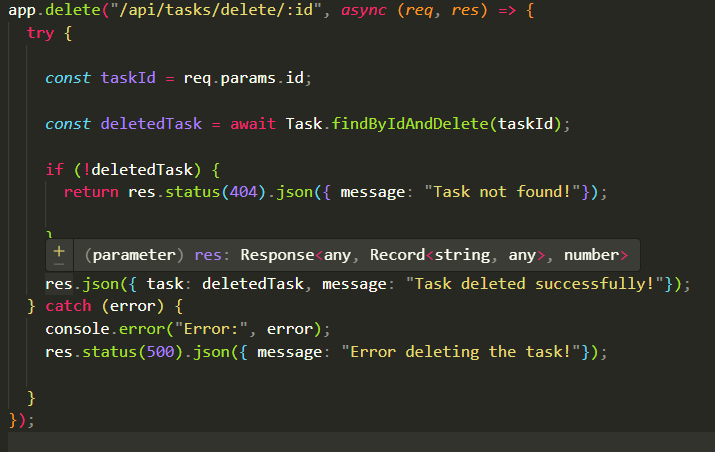 app.delete("/api/tasks/delete/:id", async (req, res) => {
try {
const taskId = req.params.id;
const deletedTask = await Task.findByIdAndDelete(taskId);
if (!deletedTask) {
return res.status(404).json({ message: "Task not found!"});
}
(parameter) res: Response<any, Record<string, any>, number>
res.json({ task: deletedTask, message: "Task deleted successfully!"});
} catch (error) {
console.error("Error:", error);
res.status(500).json({ message: "Error deleting the task!"});
}
});